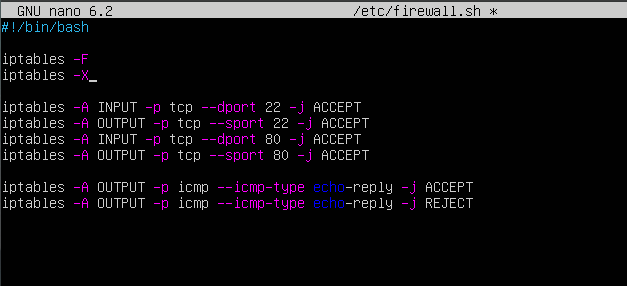 GNU nano 6.2 /etc/firewall.sh *
#!/bin/bash
iptables -F
iptables -X
iptables -A INPUT -p tcp --dport 22 -j ACCEPT
iptables -A OUTPUT -p tcp --sport 22 -j ACCEPT
iptables -A INPUT -p tcp --dport 80 -j ACCEPT
iptables -A OUTPUT -p tcp --sport 80 -j ACCEPT
iptables -A OUTPUT -p icmp --icmp-type echo-reply -j ACCEPT
iptables -A OUTPUT -p icmp --icmp-type echo-reply -j REJECT